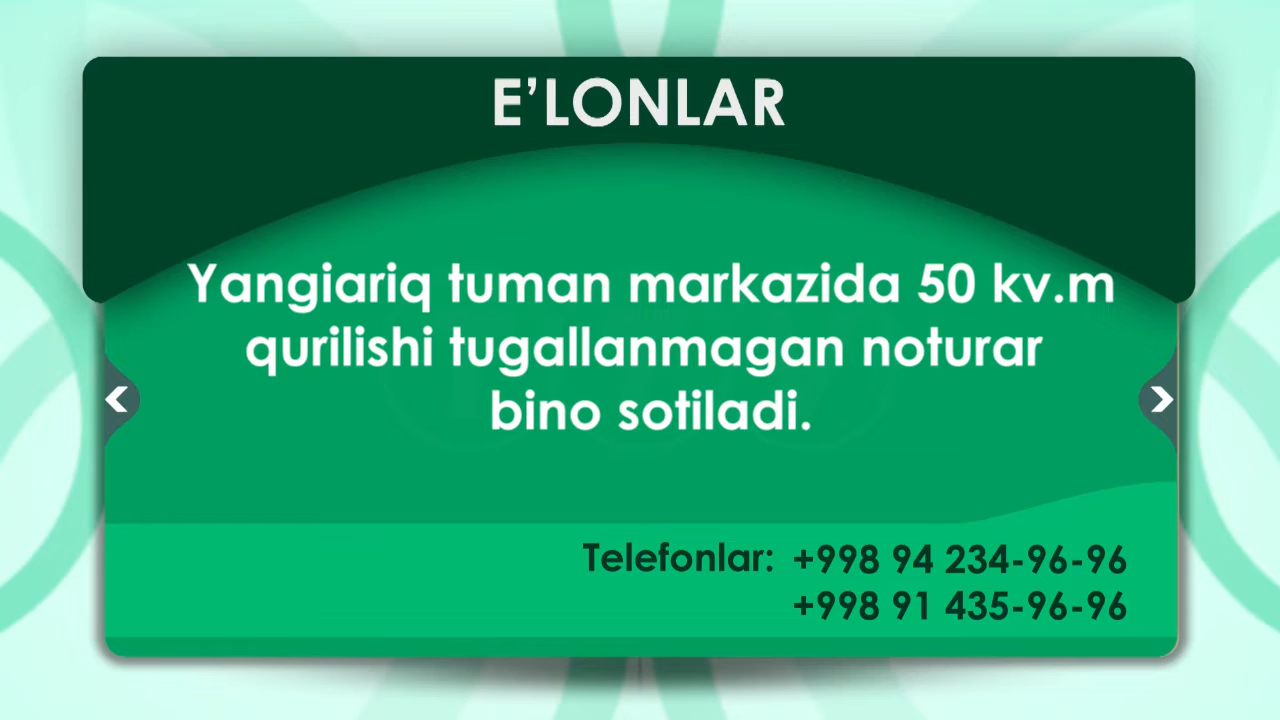 E’LONLAR
Yangiariq tuman markazida 50 kv.m
qurilishi tugallanmagan noturar
bino sotiladi.
Telefonlar: +998 94 234-96-96
+998 91 435-96-96